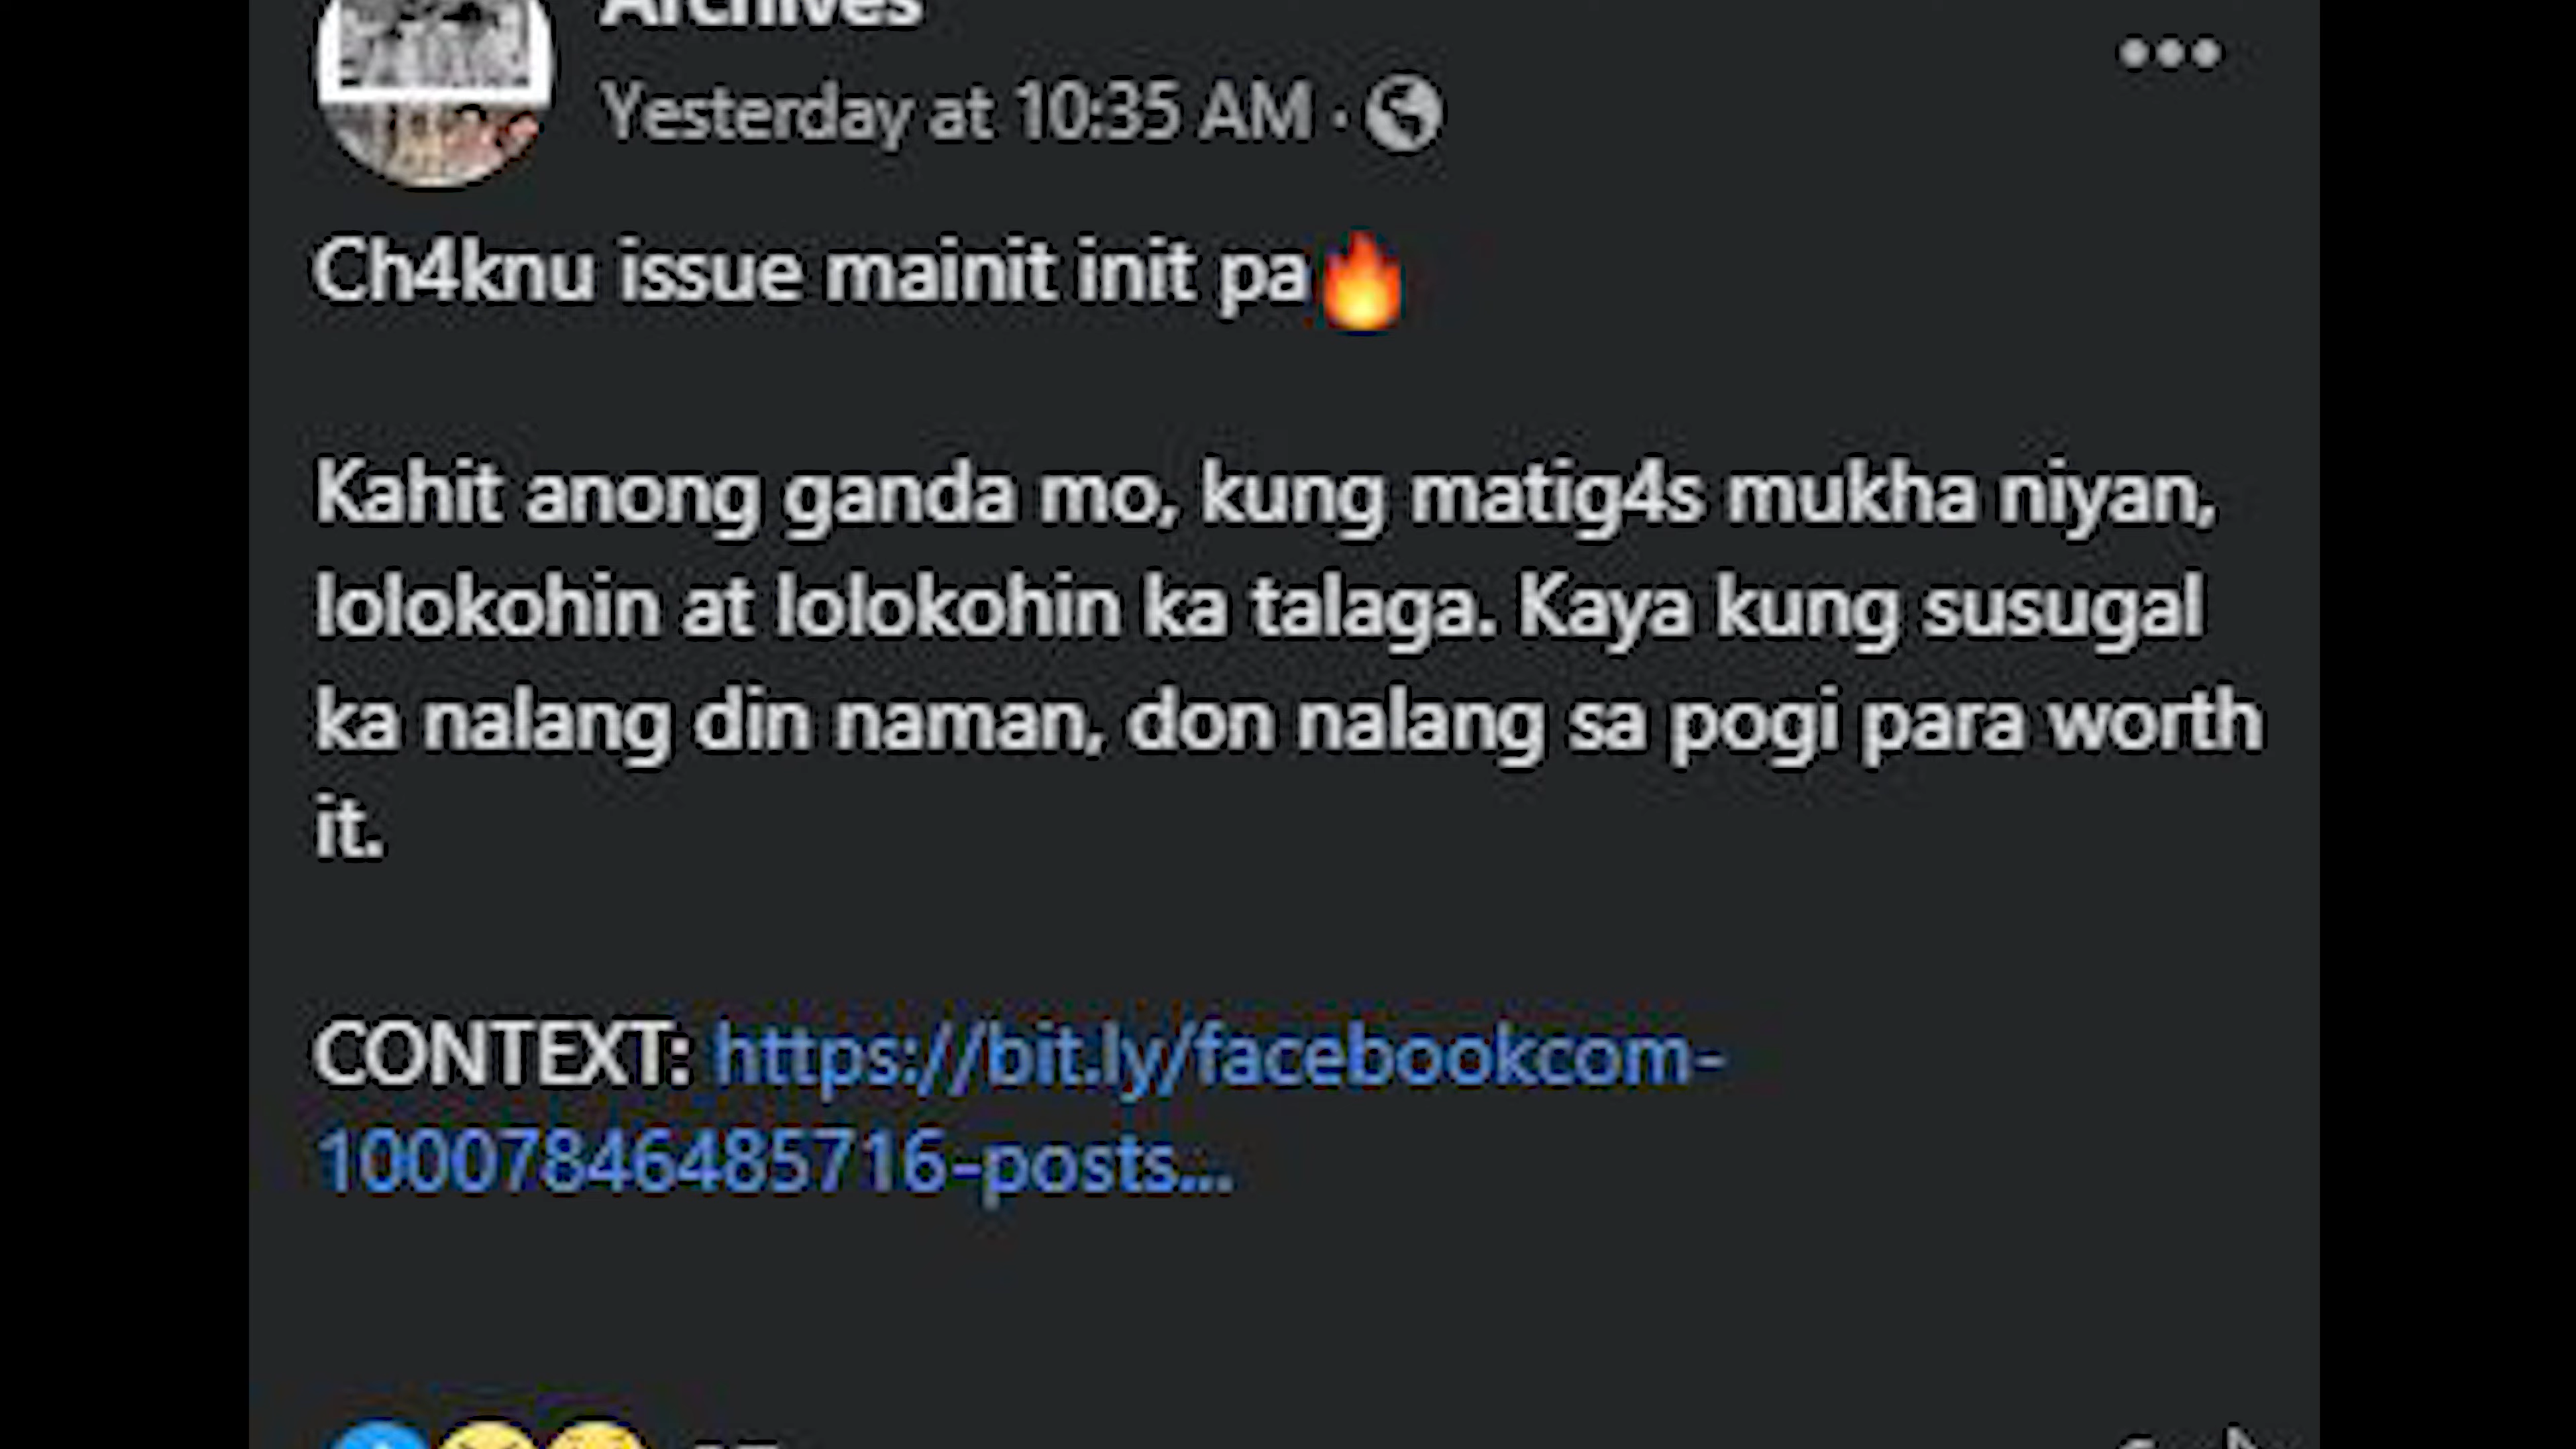 Archives
Yesterday at 10:35 AM ·
Ch4knu issue mainit init pa🔥
Kahit anong ganda mo, kung matig4s mukha niyan,
lolokohin at lolokohin ka talaga. Kaya kung susugal
ka nalang din naman, don nalang sa pogi para worth
it.
CONTEXT: https://bit.ly/facebookcom-
10007846485716-posts...